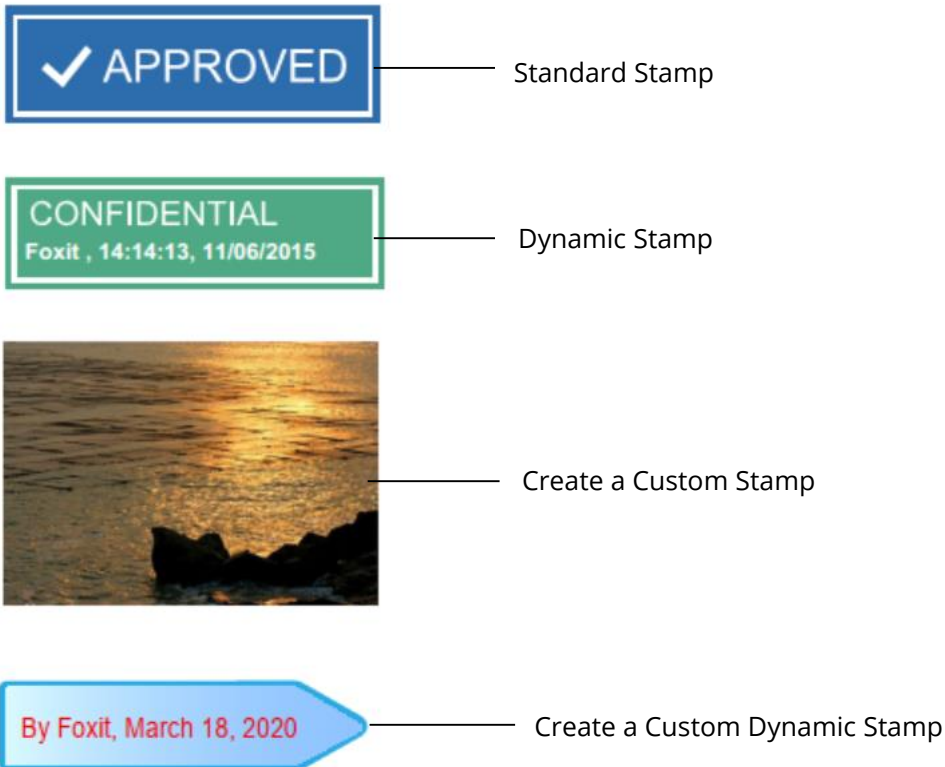 APPROVED
Standard Stamp
CONFIDENTIAL
Foxit , 14:14:13, 11/06/2015
Dynamic Stamp
Create a Custom Stamp
By Foxit, March 18, 2020
Create a Custom Dynamic Stamp